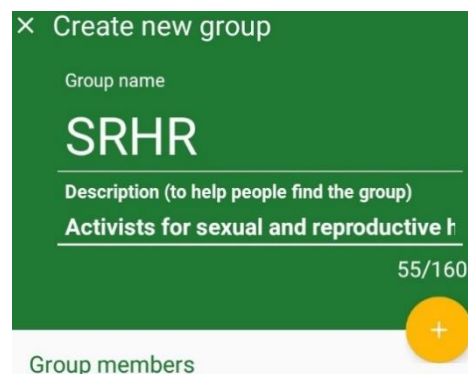 × Create new group
Group name
SRHR
Description (to help people find the group)
Activists for sexual and reproductive h
55/160
+
Group members